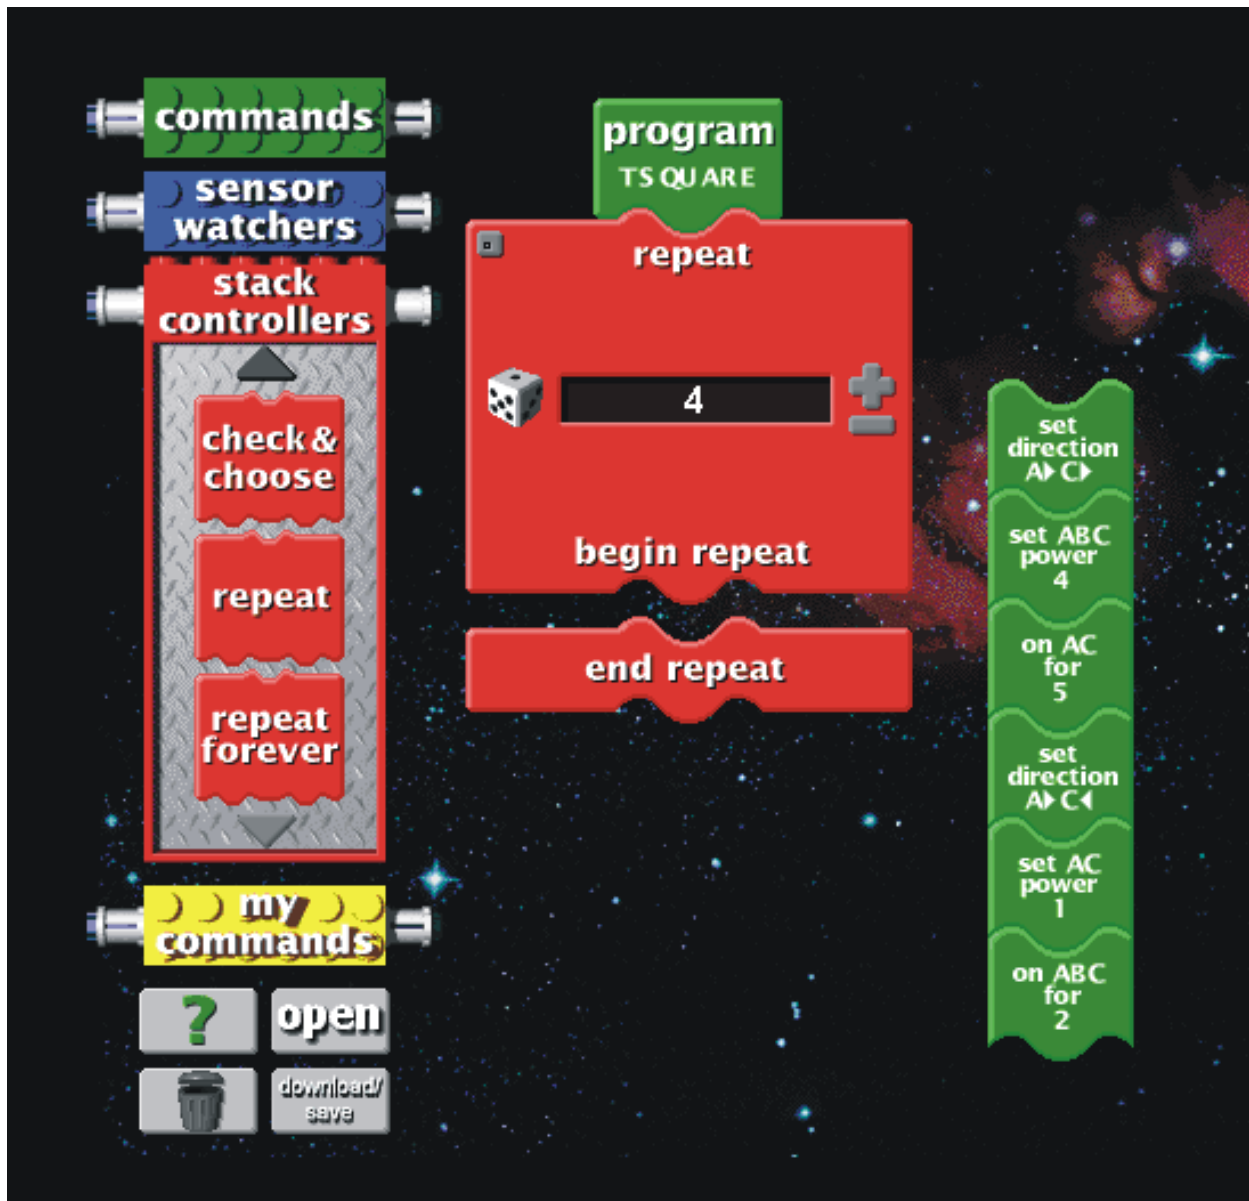 commands
sensor
watchers
stack
controllers
check &
choose
repeat
repeat
forever
my
commands
?
open
download/
save
program
TSQUARE
repeat
4
begin repeat
end repeat
set
direction
A▶ C▶
set ABC
power
4
on AC
for
5
set
direction
A▶ C◀
set AC
power
1
on ABC
for
2